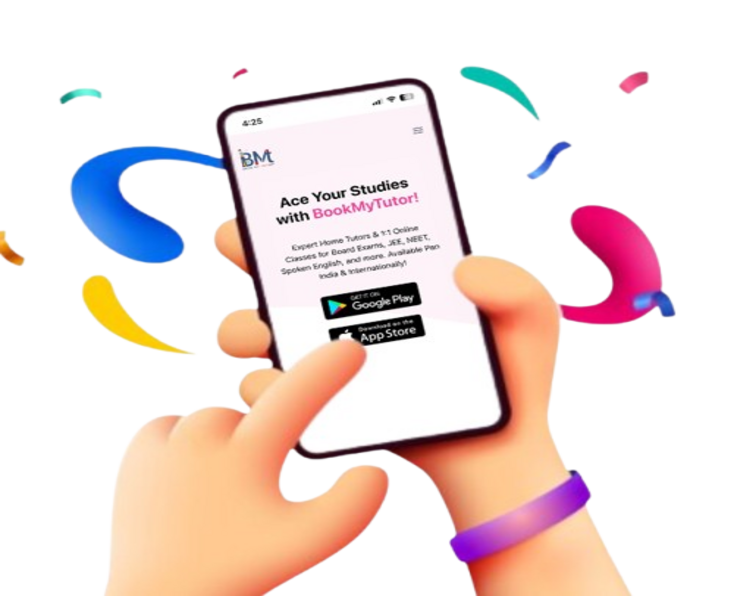 4:25
BMt
Ace Your Studies
with BookMyTutor!
Expert Home Tutors & 1:1 Online
Classes for Board Exams, JEE, NEET,
Spoken English, and more. Available Pan
India & Internationally!
GET IT ON
Google Play
Download on the
App Store